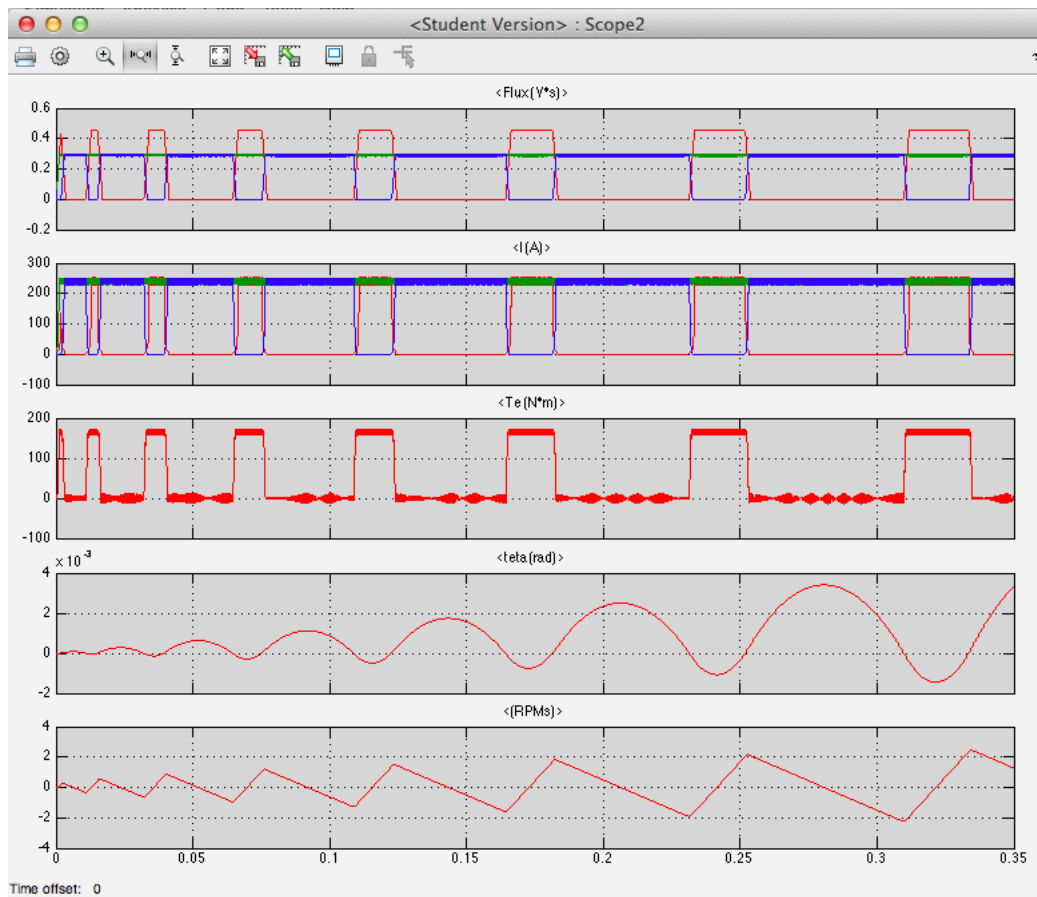 <Student Version> : Scope2
<Flux(V*s)>
0.6
0.4
0.2
0
-0.2
<I(A)>
300
200
100
0
-100
<Te(N*m)>
200
100
0
-100
x 10^-3
<teta(rad)>
4
2
0
-2
<(RPMs)>
4
2
0
-2
-4
0 0.05 0.1 0.15 0.2 0.25 0.3 0.35
Time offset: 0